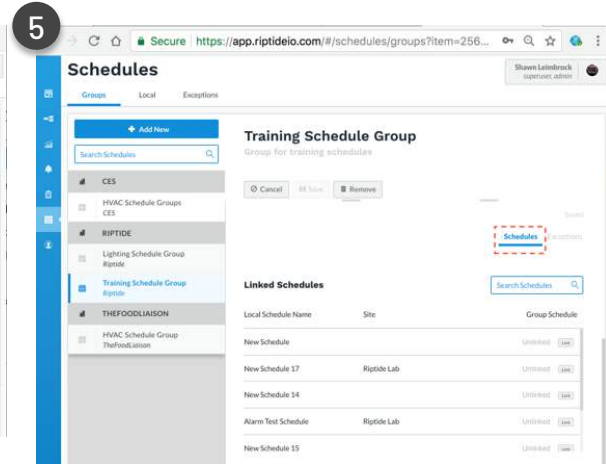 5
Secure https://app.riptideio.com/#/schedules/groups?item=256...
Schedules
Shawn Leimbrock
superuser, admin
Groups Local Exceptions
+ Add New
Search Schedules
CES
HVAC Schedule Groups
CES
RIPTIDE
Lighting Schedule Group
Riptide
Training Schedule Group
Riptide
THEFOODLIAISON
HVAC Schedule Group
TheFoodLiaison
Training Schedule Group
Group for training schedules
Cancel Save Remove
Saved
Schedules Exceptions
Linked Schedules
Search Schedules
Local Schedule Name Site Group Schedule
New Schedule Unlinked Link
New Schedule 17 Riptide Lab Unlinked Link
New Schedule 14 Unlinked Link
Alarm Test Schedule Riptide Lab Unlinked Link
New Schedule 15 Unlinked Link